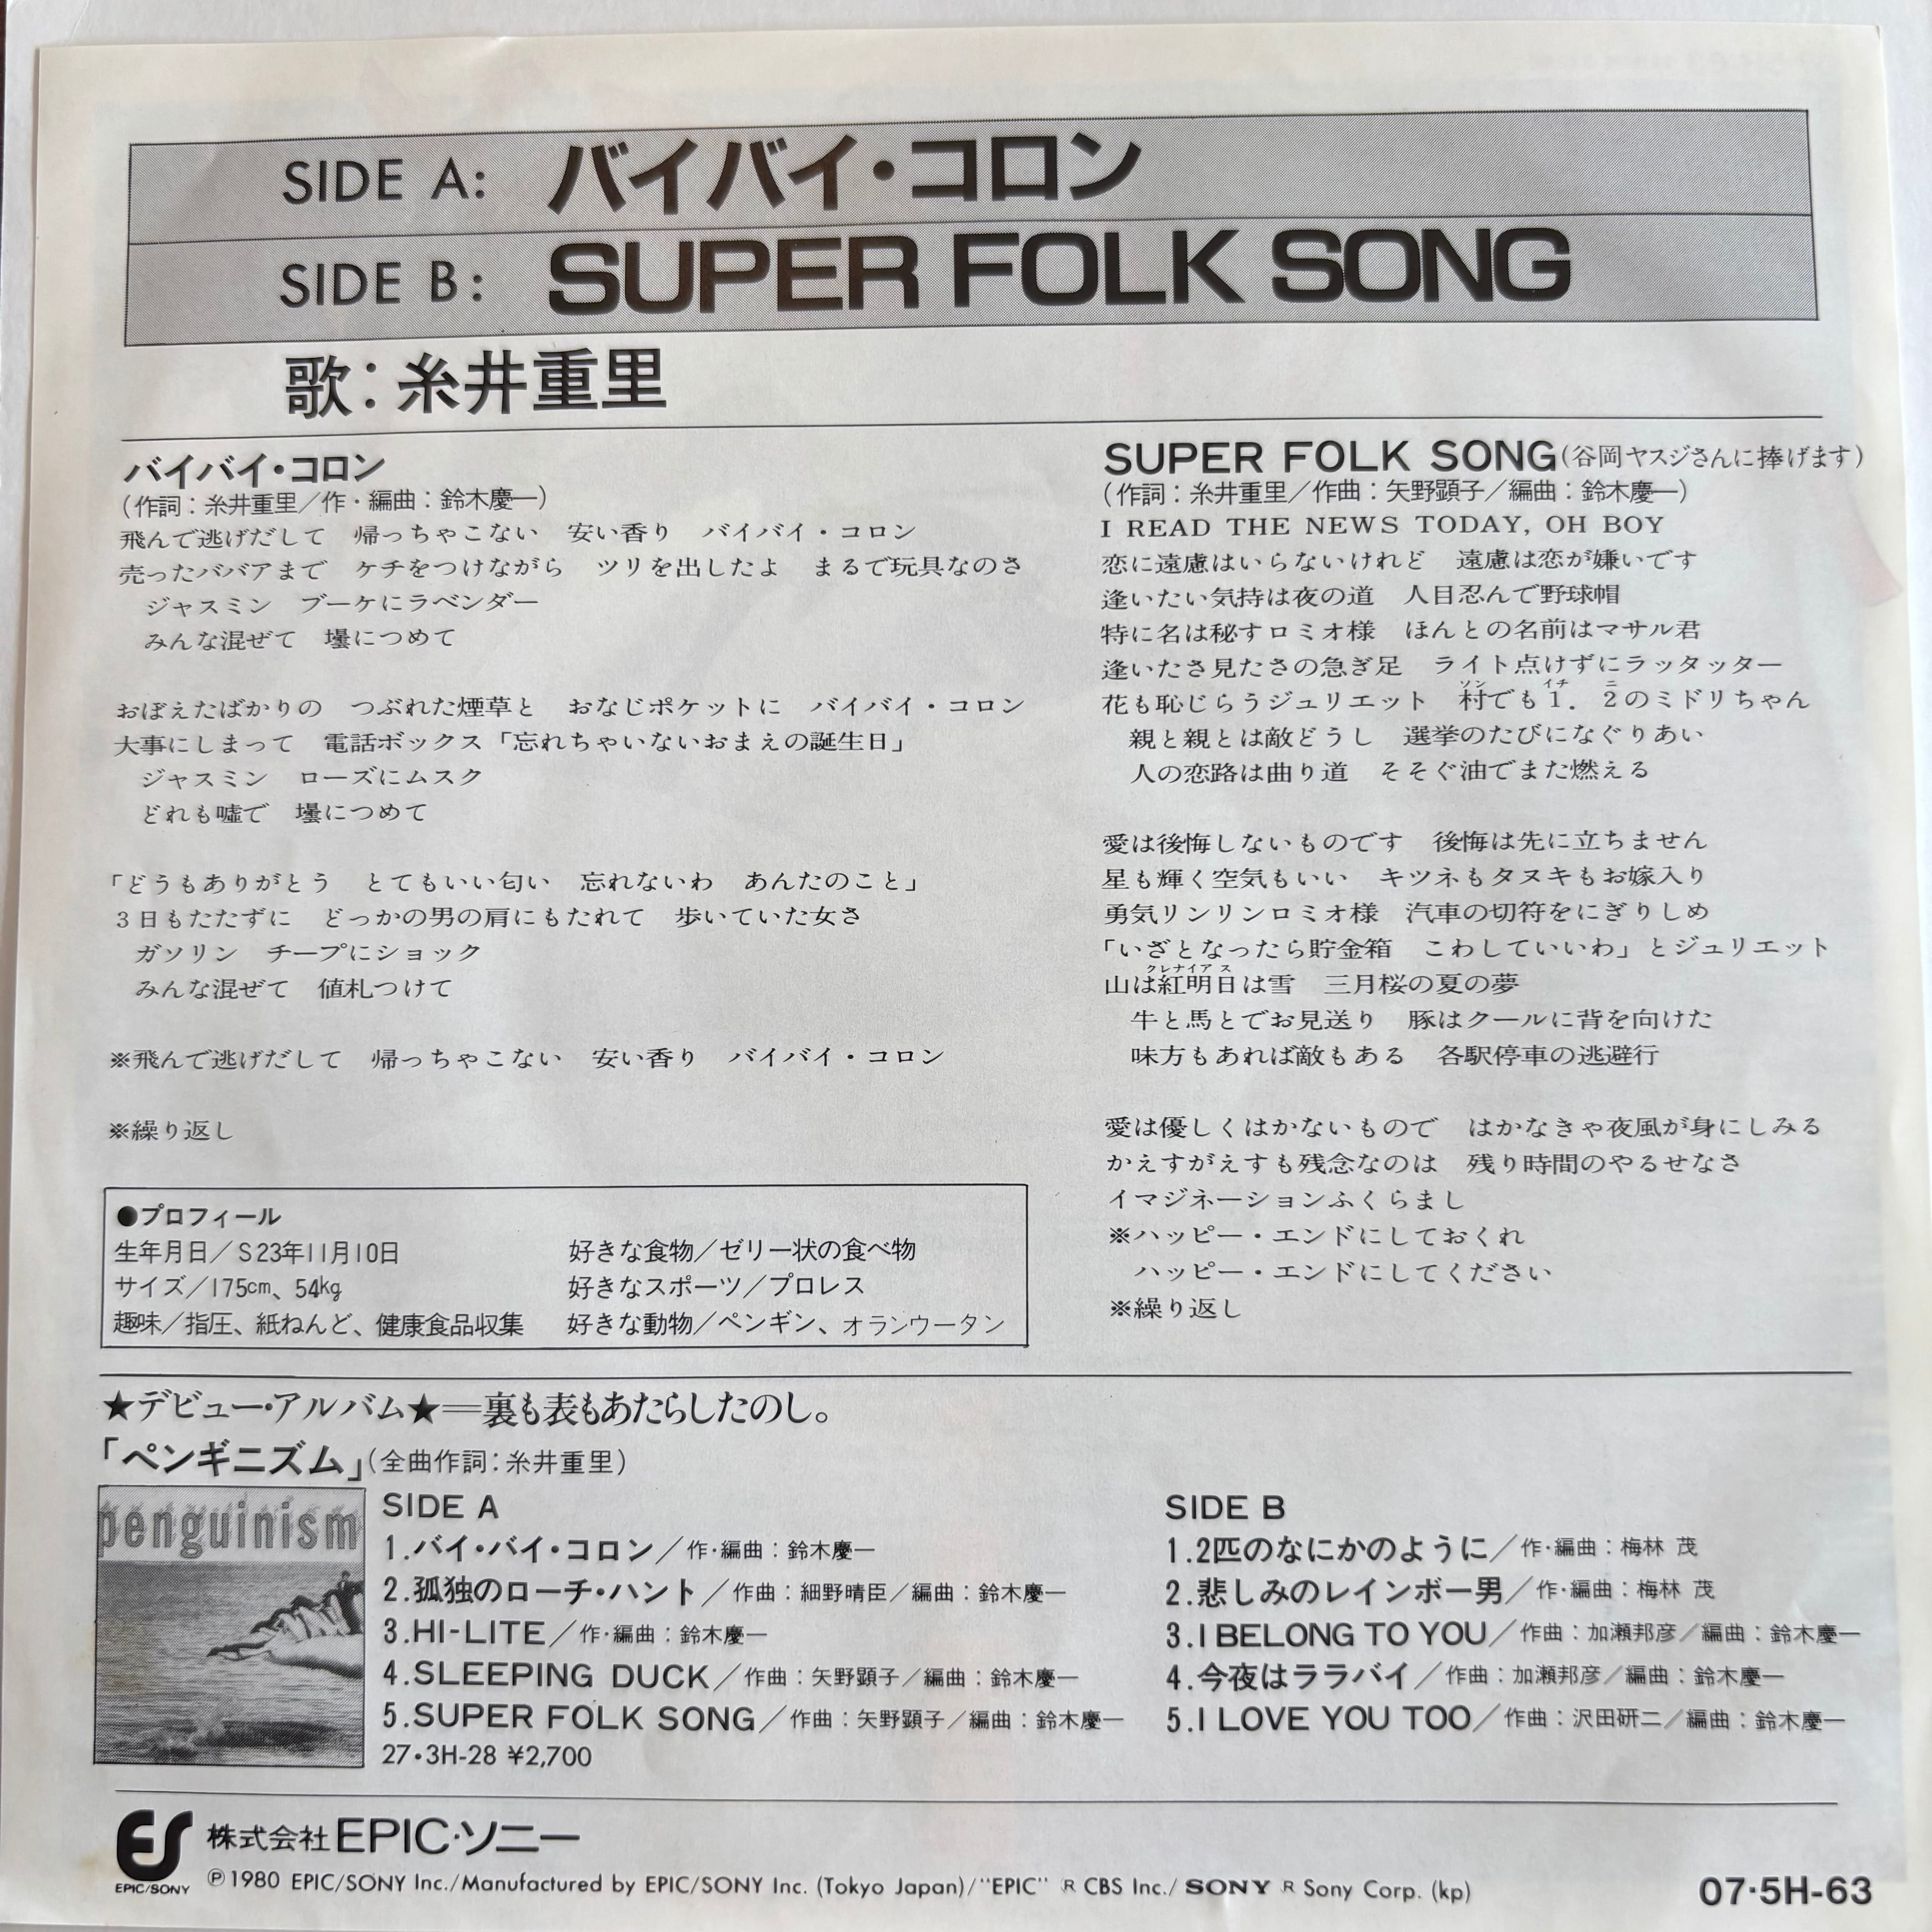 SIDE A: バイバイ・コロン
SIDE B: SUPER FOLK SONG
歌：糸井重里
バイバイ・コロン
（作詞：糸井重里／作・編曲：鈴木慶一）
飛んで逃げだして　帰っちゃこない　安い香り　バイバイ・コロン
売ったババアまで　ケチをつけながら　ツリを出したよ　まるで玩具なのさ
ジャスミン　ブーケにラベンダー
みんな混ぜて　壜につめて
おぼえたばかりの　つぶれた煙草と　おなじポケットに　バイバイ・コロン
大事にしまって　電話ボックス「忘れちゃいないおまえの誕生日」
ジャスミン　ローズにムスク
どれも嘘で　壜につめて
「どうもありがとう　とてもいい匂い　忘れないわ　あんたのこと」
3日もたたずに　どっかの男の肩にもたれて　歩いていた女さ
ガソリン　チープにショック
みんな混ぜて　値札つけて
※飛んで逃げだして　帰っちゃこない　安い香り　バイバイ・コロン
※繰り返し
SUPER FOLK SONG（谷岡ヤスジさんに捧げます）
（作詞：糸井重里／作曲：矢野顕子／編曲：鈴木慶一）
I READ THE NEWS TODAY, OH BOY
恋に遠慮はいらないけれど　遠慮は恋が嫌いです
逢いたい気持は夜の道　人目忍んで野球帽
特に名は秘すロミオ様　ほんとの名前はマサル君
逢いたさ見たさの急ぎ足　ライト点けずにラッタッター
ソン　イチ　ニ
花も恥じらうジュリエット　村でも1．2のミドリちゃん
親と親とは敵どうし　選挙のたびになぐりあい
人の恋路は曲り道　そそぐ油でまた燃える
愛は後悔しないものです　後悔は先に立ちません
星も輝く空気もいい　キツネもタヌキもお嫁入り
勇気リンリンロミオ様　汽車の切符をにぎりしめ
「いざとなったら貯金箱　こわしていいわ」とジュリエット
クレナイアス
山は紅明日は雪　三月桜の夏の夢
牛と馬とでお見送り　豚はクールに背を向けた
味方もあれば敵もある　各駅停車の逃避行
愛は優しくはかないもので　はかなきゃ夜風が身にしみる
かえすがえすも残念なのは　残り時間のやるせなさ
イマジネーションふくらまし
※ハッピー・エンドにしておくれ
ハッピー・エンドにしてください
※繰り返し
●プロフィール
生年月日／S23年11月10日
サイズ／175cm、54kg
趣味／指圧、紙ねんど、健康食品収集
好きな食物／ゼリー状の食べ物
好きなスポーツ／プロレス
好きな動物／ペンギン、オランウータン
★デビュー・アルバム★＝裏も表もあたらしたのし。
「ペンギニズム」（全曲作詞：糸井重里）
penguinism
SIDE A
1.バイ・バイ・コロン／作・編曲：鈴木慶一
2.孤独のローチ・ハント／作曲：細野晴臣／編曲：鈴木慶一
3.HI-LITE／作・編曲：鈴木慶一
4.SLEEPING DUCK／作曲：矢野顕子／編曲：鈴木慶一
5.SUPER FOLK SONG／作曲：矢野顕子／編曲：鈴木慶一
27・3H-28 ¥2,700
SIDE B
1.2匹のなにかのように／作・編曲：梅林 茂
2.悲しみのレインボー男／作・編曲：梅林 茂
3.I BELONG TO YOU／作曲：加瀬邦彦／編曲：鈴木慶一
4.今夜はララバイ／作曲：加瀬邦彦／編曲：鈴木慶一
5.I LOVE YOU TOO／作曲：沢田研二／編曲：鈴木慶一
ES
EPIC/SONY
株式会社EPIC・ソニー
℗1980 EPIC/SONY Inc./Manufactured by EPIC/SONY Inc. (Tokyo Japan)/"EPIC" R CBS Inc./ SONY R Sony Corp. (kp)
07・5H-63